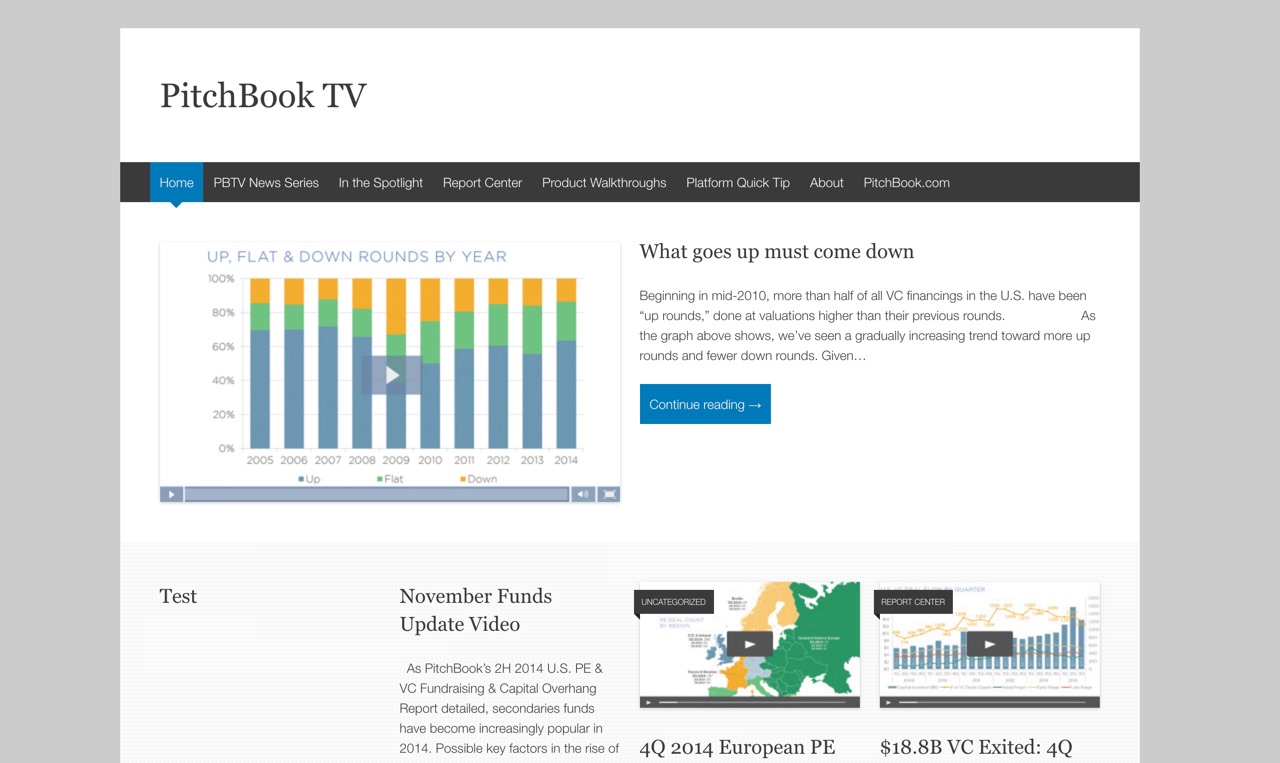 PitchBook TV
Home
PBTV News Series
In the Spotlight
Report Center
Product Walkthroughs
Platform Quick Tip
About
PitchBook.com
UP, FLAT & DOWN ROUNDS BY YEAR
100%
80%
60%
40%
20%
0%
2005 2006 2007 2008 2009 2010 2011 2012 2013 2014
Up Flat Down
What goes up must come down
Beginning in mid-2010, more than half of all VC financings in the U.S. have been
“up rounds,” done at valuations higher than their previous rounds. As
the graph above shows, we’ve seen a gradually increasing trend toward more up
rounds and fewer down rounds. Given…
Continue reading →
Test
November Funds
Update Video
As PitchBook’s 2H 2014 U.S. PE &
VC Fundraising & Capital Overhang
Report detailed, secondaries funds
have become increasingly popular in
2014. Possible key factors in the rise of
UNCATEGORIZED
PE DEAL COUNT
BY REGION
4Q 2014 European PE
REPORT CENTER
$18.8B VC Exited: 4Q